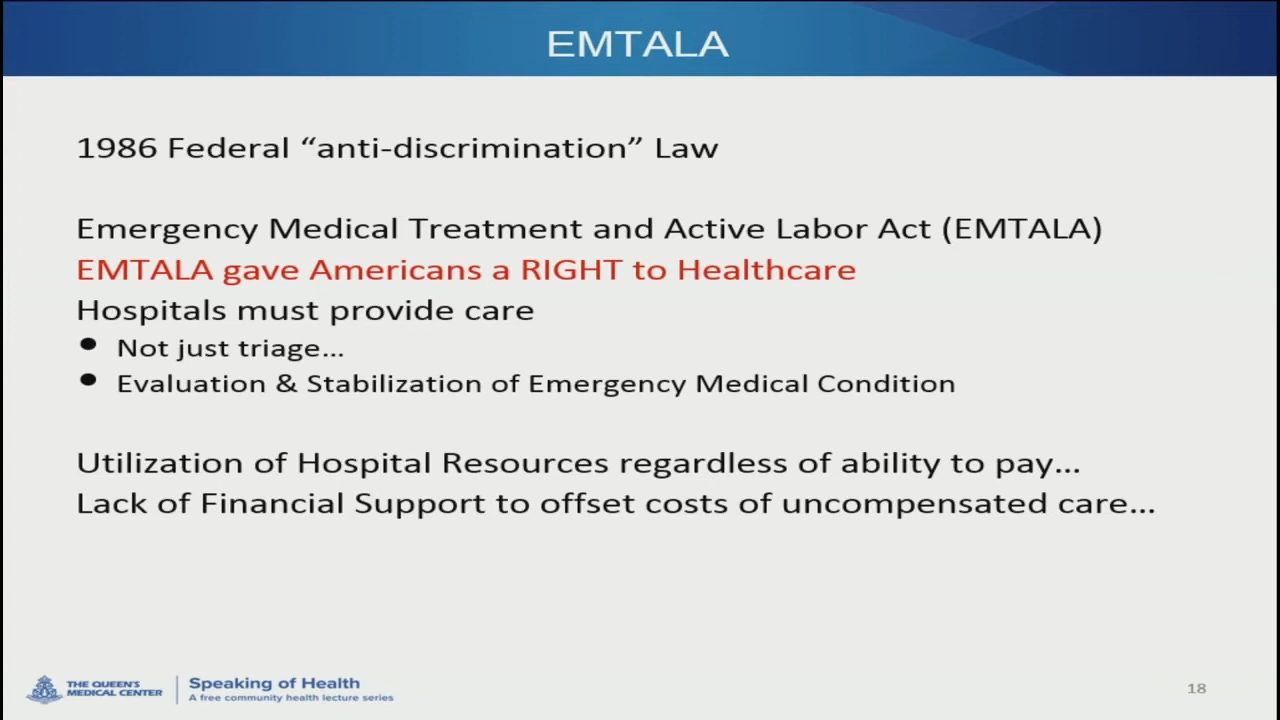 EMTALA
1986 Federal “anti-discrimination” Law
Emergency Medical Treatment and Active Labor Act (EMTALA)
EMTALA gave Americans a RIGHT to Healthcare
Hospitals must provide care
• Not just triage...
• Evaluation & Stabilization of Emergency Medical Condition
Utilization of Hospital Resources regardless of ability to pay...
Lack of Financial Support to offset costs of uncompensated care...
THE QUEEN'S
MEDICAL CENTER
Speaking of Health
A free community health lecture series
18